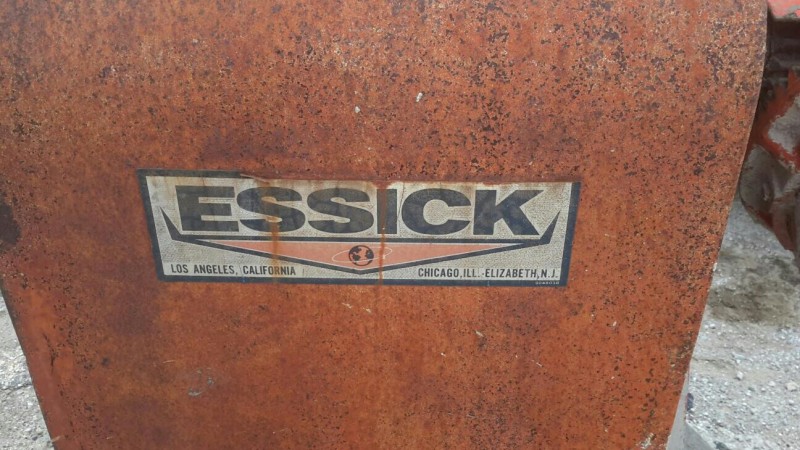 ESSICK
LOS ANGELES, CALIFORNIA
CHICAGO, ILL.-ELIZABETH, N.J.